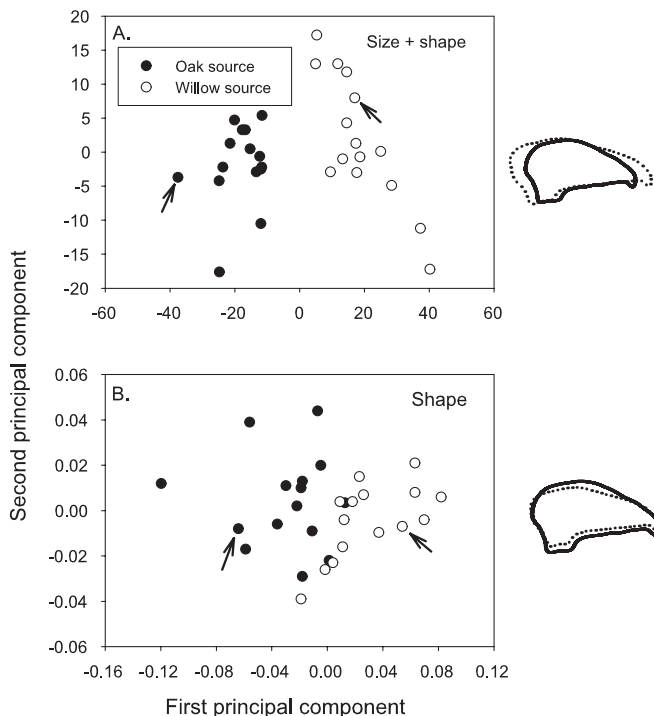 A.
Size + shape
Oak source
Willow source
20
15
10
5
0
-5
-10
-15
-20
-60 -40 -20 0 20 40 60
Second principal component
B.
Shape
0.06
0.04
0.02
0.00
-0.02
-0.04
-0.06
-0.16 -0.12 -0.08 -0.04 0.00 0.04 0.08 0.12
First principal component